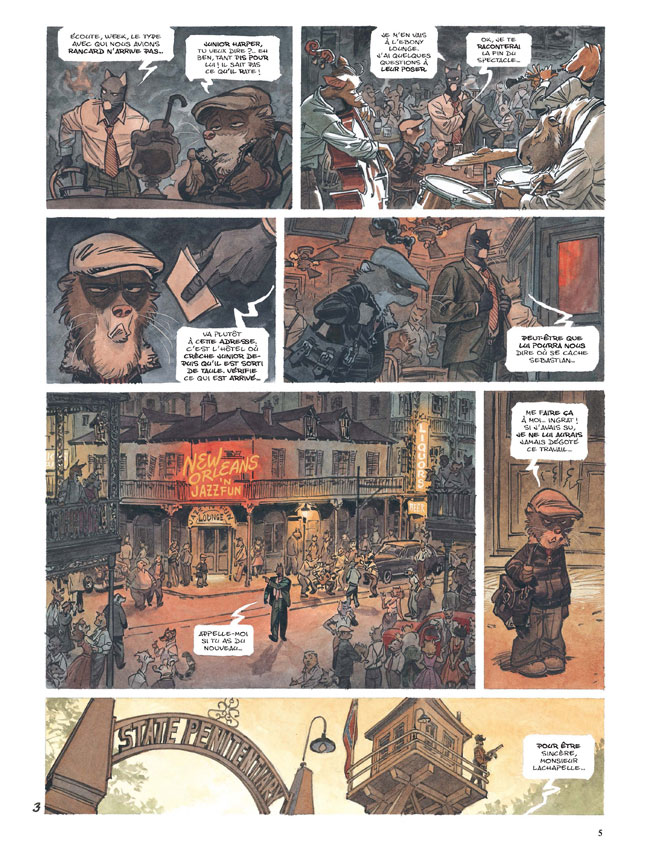 ÉCOUTE, WEEK, LE TYPE
AVEC QUI NOUS AVIONS
RANCARD N'ARRIVE PAS...
JUNIOR HARPER,
TU VEUX DIRE ?.. EH
BEN, TANT PIS POUR
LUI ! IL SAIT PAS
CE QU'IL RATE !
JE M'EN VAIS
À L'EBONY
LOUNGE.
J'AI QUELQUES
QUESTIONS À
LEUR POSER.
OK, JE TE
RACONTERAI
LA FIN DU
SPECTACLE...
VA PLUTÔT
À CETTE ADRESSE.
C'EST L'HÔTEL OÙ
CRÈCHE JUNIOR DE-
PUIS QU'IL EST SORTI
DE TAULE. VÉRIFIE
CE QUI EST ARRIVÉ...
PEUT-ÊTRE QUE
LUI POURRA NOUS
DIRE OÙ SE CACHE
SEBASTIAN...
NEW
ORLEANS
'N
JAZZFUN
LOUNGE
LIQUORS
BEER
APPELLE-MOI
SI TU AS DU
NOUVEAU...
ME FAIRE ÇA
À MOI... INGRAT !
SI J'AVAIS SU,
JE NE LUI AURAIS
JAMAIS DÉGOTÉ
CE TRAVAIL...
STATE PENITENTIARY
POUR ÊTRE
SINCÈRE,
MONSIEUR
LACHAPELLE...
3
5